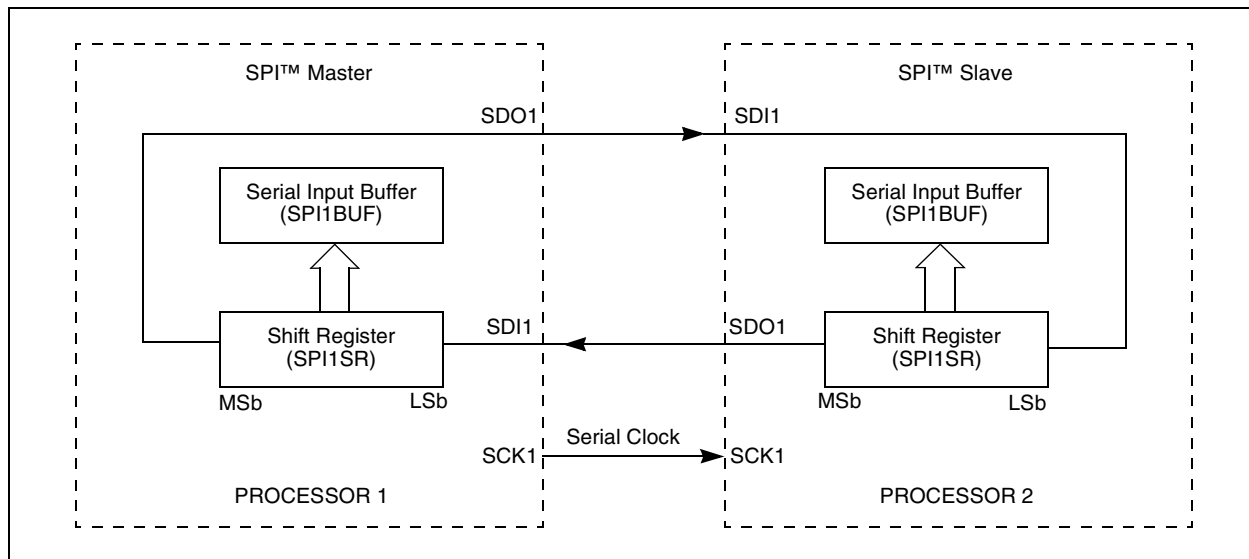 SPI™ Master
SPI™ Slave
SDO1
SDI1
Serial Input Buffer
(SPI1BUF)
Serial Input Buffer
(SPI1BUF)
SDI1
SDO1
Shift Register
(SPI1SR)
Shift Register
(SPI1SR)
MSb
LSb
MSb
LSb
Serial Clock
SCK1
SCK1
PROCESSOR 1
PROCESSOR 2